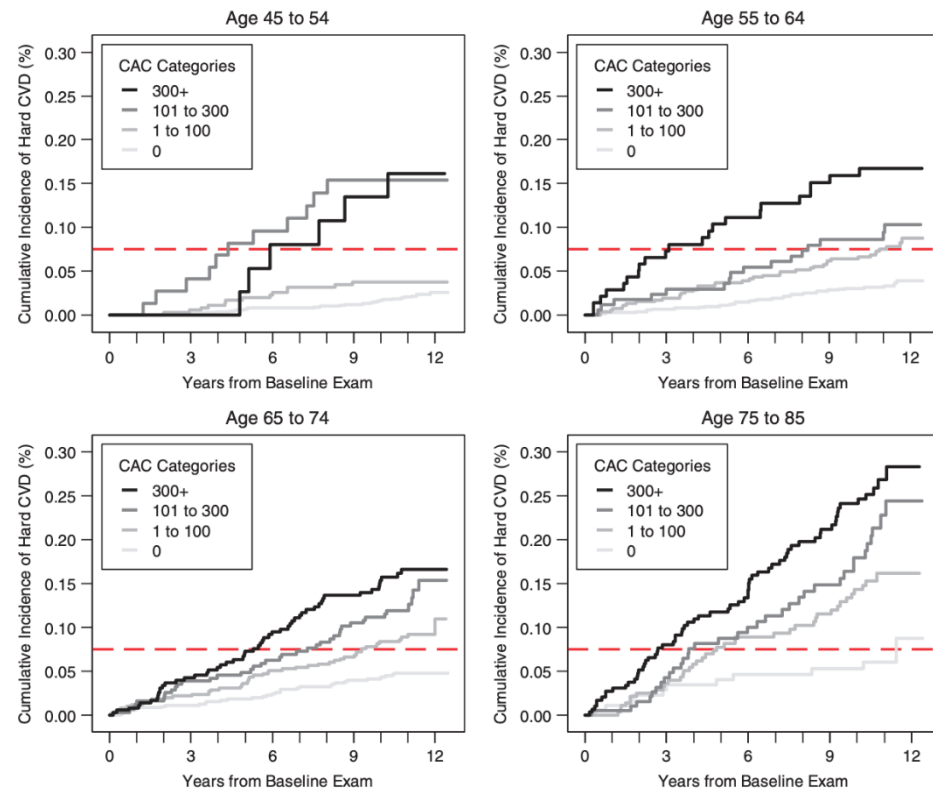 Age 45 to 54
Cumulative Incidence of Hard CVD (%)
0.30
0.25
0.20
0.15
0.10
0.05
0.00
CAC Categories
300+
101 to 300
1 to 100
0
0 3 6 9 12
Years from Baseline Exam
Age 55 to 64
Cumulative Incidence of Hard CVD (%)
0.30
0.25
0.20
0.15
0.10
0.05
0.00
CAC Categories
300+
101 to 300
1 to 100
0
0 3 6 9 12
Years from Baseline Exam
Age 65 to 74
Cumulative Incidence of Hard CVD (%)
0.30
0.25
0.20
0.15
0.10
0.05
0.00
CAC Categories
300+
101 to 300
1 to 100
0
0 3 6 9 12
Years from Baseline Exam
Age 75 to 85
Cumulative Incidence of Hard CVD (%)
0.30
0.25
0.20
0.15
0.10
0.05
0.00
CAC Categories
300+
101 to 300
1 to 100
0
0 3 6 9 12
Years from Baseline Exam